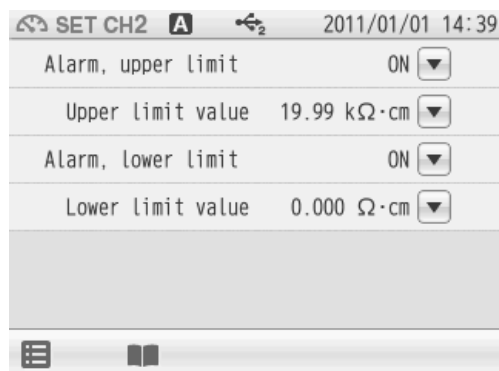 SET CH2 A 2 2011/01/01 14:39
Alarm, upper limit ON
Upper limit value 19.99 kΩ·cm
Alarm, lower limit ON
Lower limit value 0.000 Ω·cm